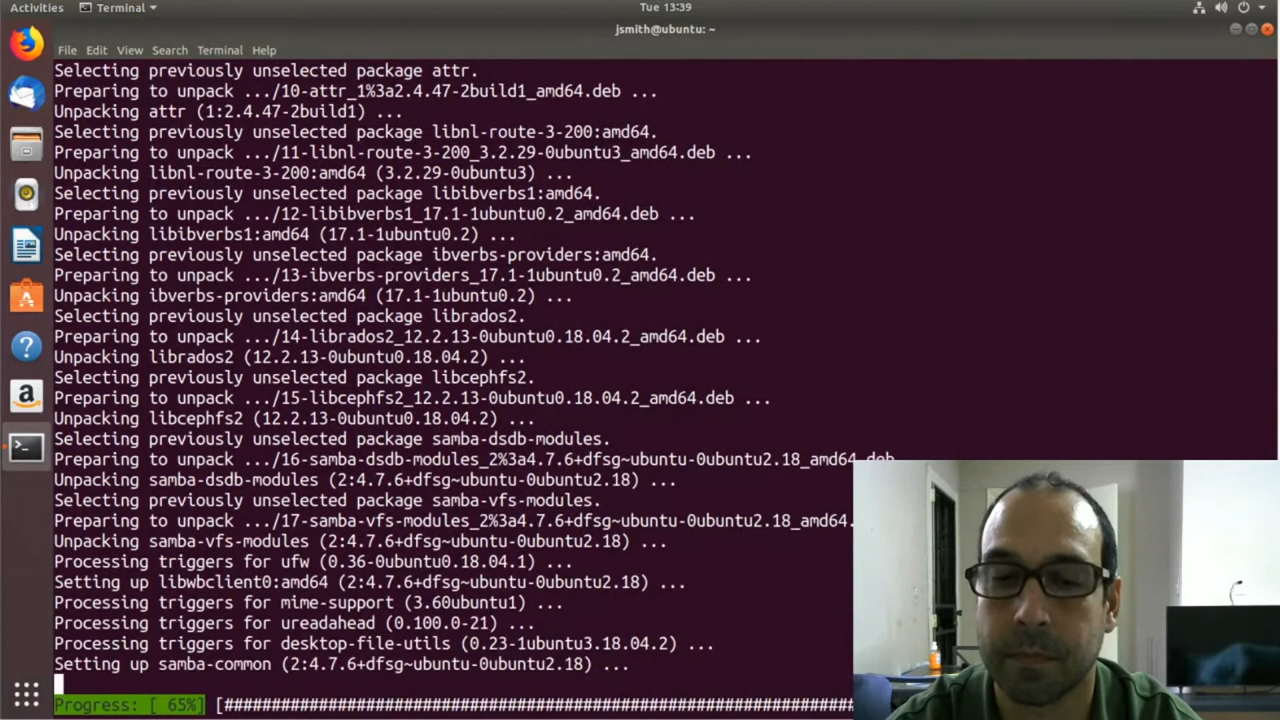 Activities Terminal Tue 13:39
jsmith@ubuntu: ~
File Edit View Search Terminal Help
Selecting previously unselected package attr.
Preparing to unpack .../10-attr_1%3a2.4.47-2build1_amd64.deb ...
Unpacking attr (1:2.4.47-2build1) ...
Selecting previously unselected package libnl-route-3-200:amd64.
Preparing to unpack .../11-libnl-route-3-200_3.2.29-0ubuntu3_amd64.deb ...
Unpacking libnl-route-3-200:amd64 (3.2.29-0ubuntu3) ...
Selecting previously unselected package libibverbs1:amd64.
Preparing to unpack .../12-libibverbs1_17.1-1ubuntu0.2_amd64.deb ...
Unpacking libibverbs1:amd64 (17.1-1ubuntu0.2) ...
Selecting previously unselected package ibverbs-providers:amd64.
Preparing to unpack .../13-ibverbs-providers_17.1-1ubuntu0.2_amd64.deb ...
Unpacking ibverbs-providers:amd64 (17.1-1ubuntu0.2) ...
Selecting previously unselected package librados2.
Preparing to unpack .../14-librados2_12.2.13-0ubuntu0.18.04.2_amd64.deb ...
Unpacking librados2 (12.2.13-0ubuntu0.18.04.2) ...
Selecting previously unselected package libcephfs2.
Preparing to unpack .../15-libcephfs2_12.2.13-0ubuntu0.18.04.2_amd64.deb ...
Unpacking libcephfs2 (12.2.13-0ubuntu0.18.04.2) ...
Selecting previously unselected package samba-dsdb-modules.
Preparing to unpack .../16-samba-dsdb-modules_2%3a4.7.6+dfsg~ubuntu-0ubuntu2.18_amd64.deb
Unpacking samba-dsdb-modules (2:4.7.6+dfsg~ubuntu-0ubuntu2.18) ...
Selecting previously unselected package samba-vfs-modules.
Preparing to unpack .../17-samba-vfs-modules_2%3a4.7.6+dfsg~ubuntu-0ubuntu2.18_amd64.
Unpacking samba-vfs-modules (2:4.7.6+dfsg~ubuntu-0ubuntu2.18) ...
Processing triggers for ufw (0.36-0ubuntu0.18.04.1) ...
Setting up libwbclient0:amd64 (2:4.7.6+dfsg~ubuntu-0ubuntu2.18) ...
Processing triggers for mime-support (3.60ubuntu1) ...
Processing triggers for ureadahead (0.100.0-21) ...
Processing triggers for desktop-file-utils (0.23-1ubuntu3.18.04.2) ...
Setting up samba-common (2:4.7.6+dfsg~ubuntu-0ubuntu2.18) ...
Progress: [ 65%] [###################################################################